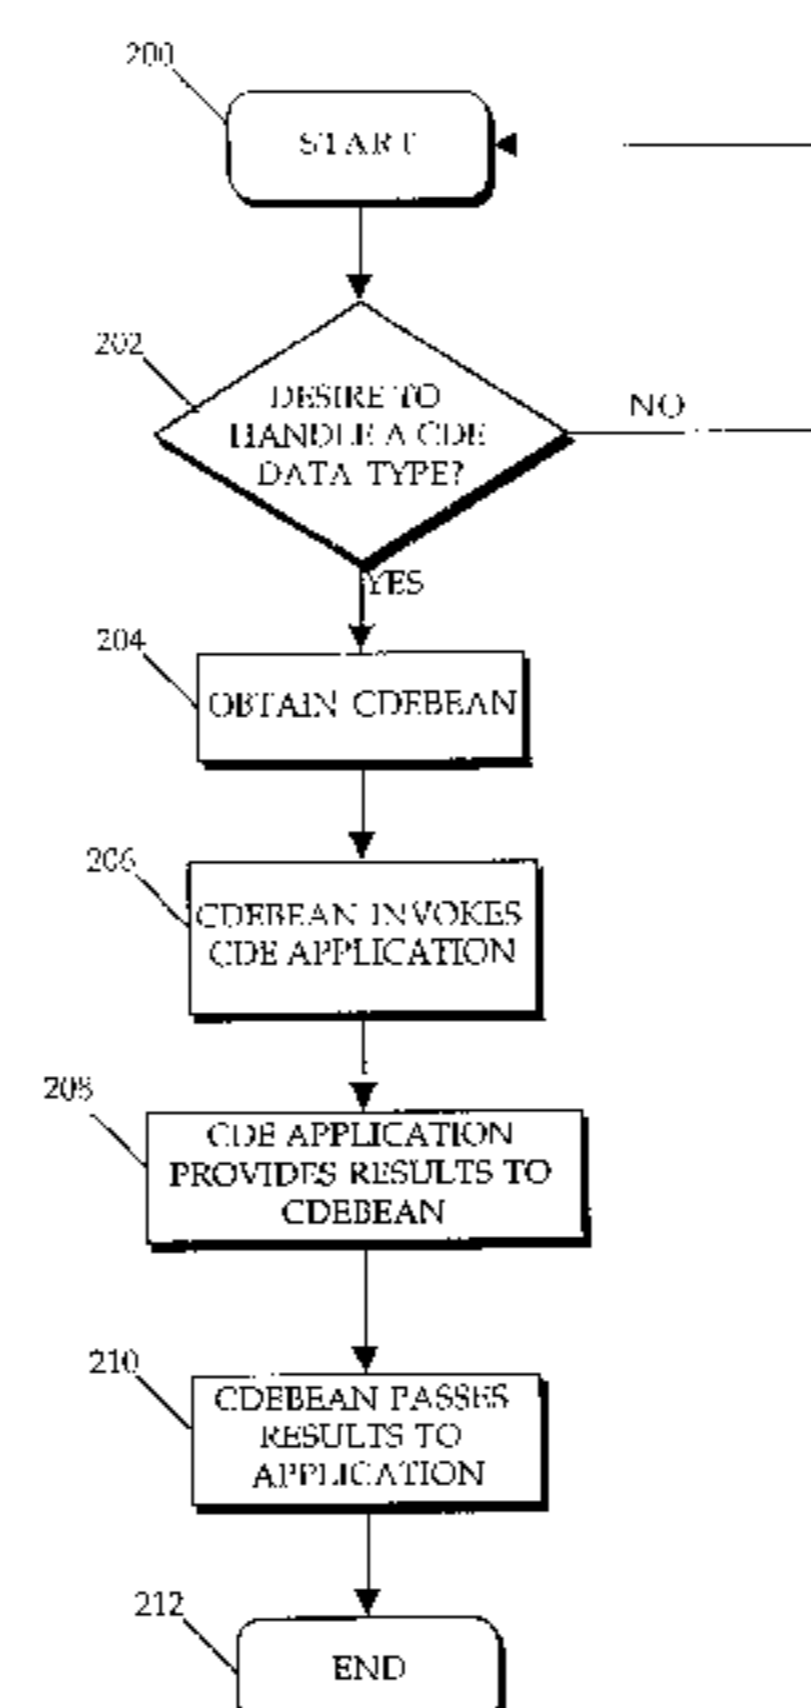 200
START
202
DESIRE TO
HANDLE A CDE
DATA TYPE?
NO
YES
204
OBTAIN CDEBEAN
206
CDEBEAN INVOKES
CDE APPLICATION
208
CDE APPLICATION
PROVIDES RESULTS TO
CDEBEAN
210
CDEBEAN PASSES
RESULTS TO
APPLICATION
212
END